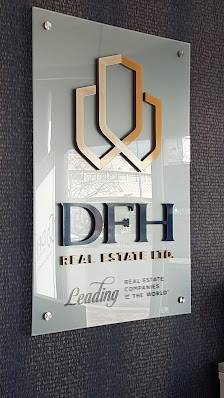 DFH
REAL ESTATE LTD.
Leading REAL ESTATE
COMPANIES
OF THE WORLD